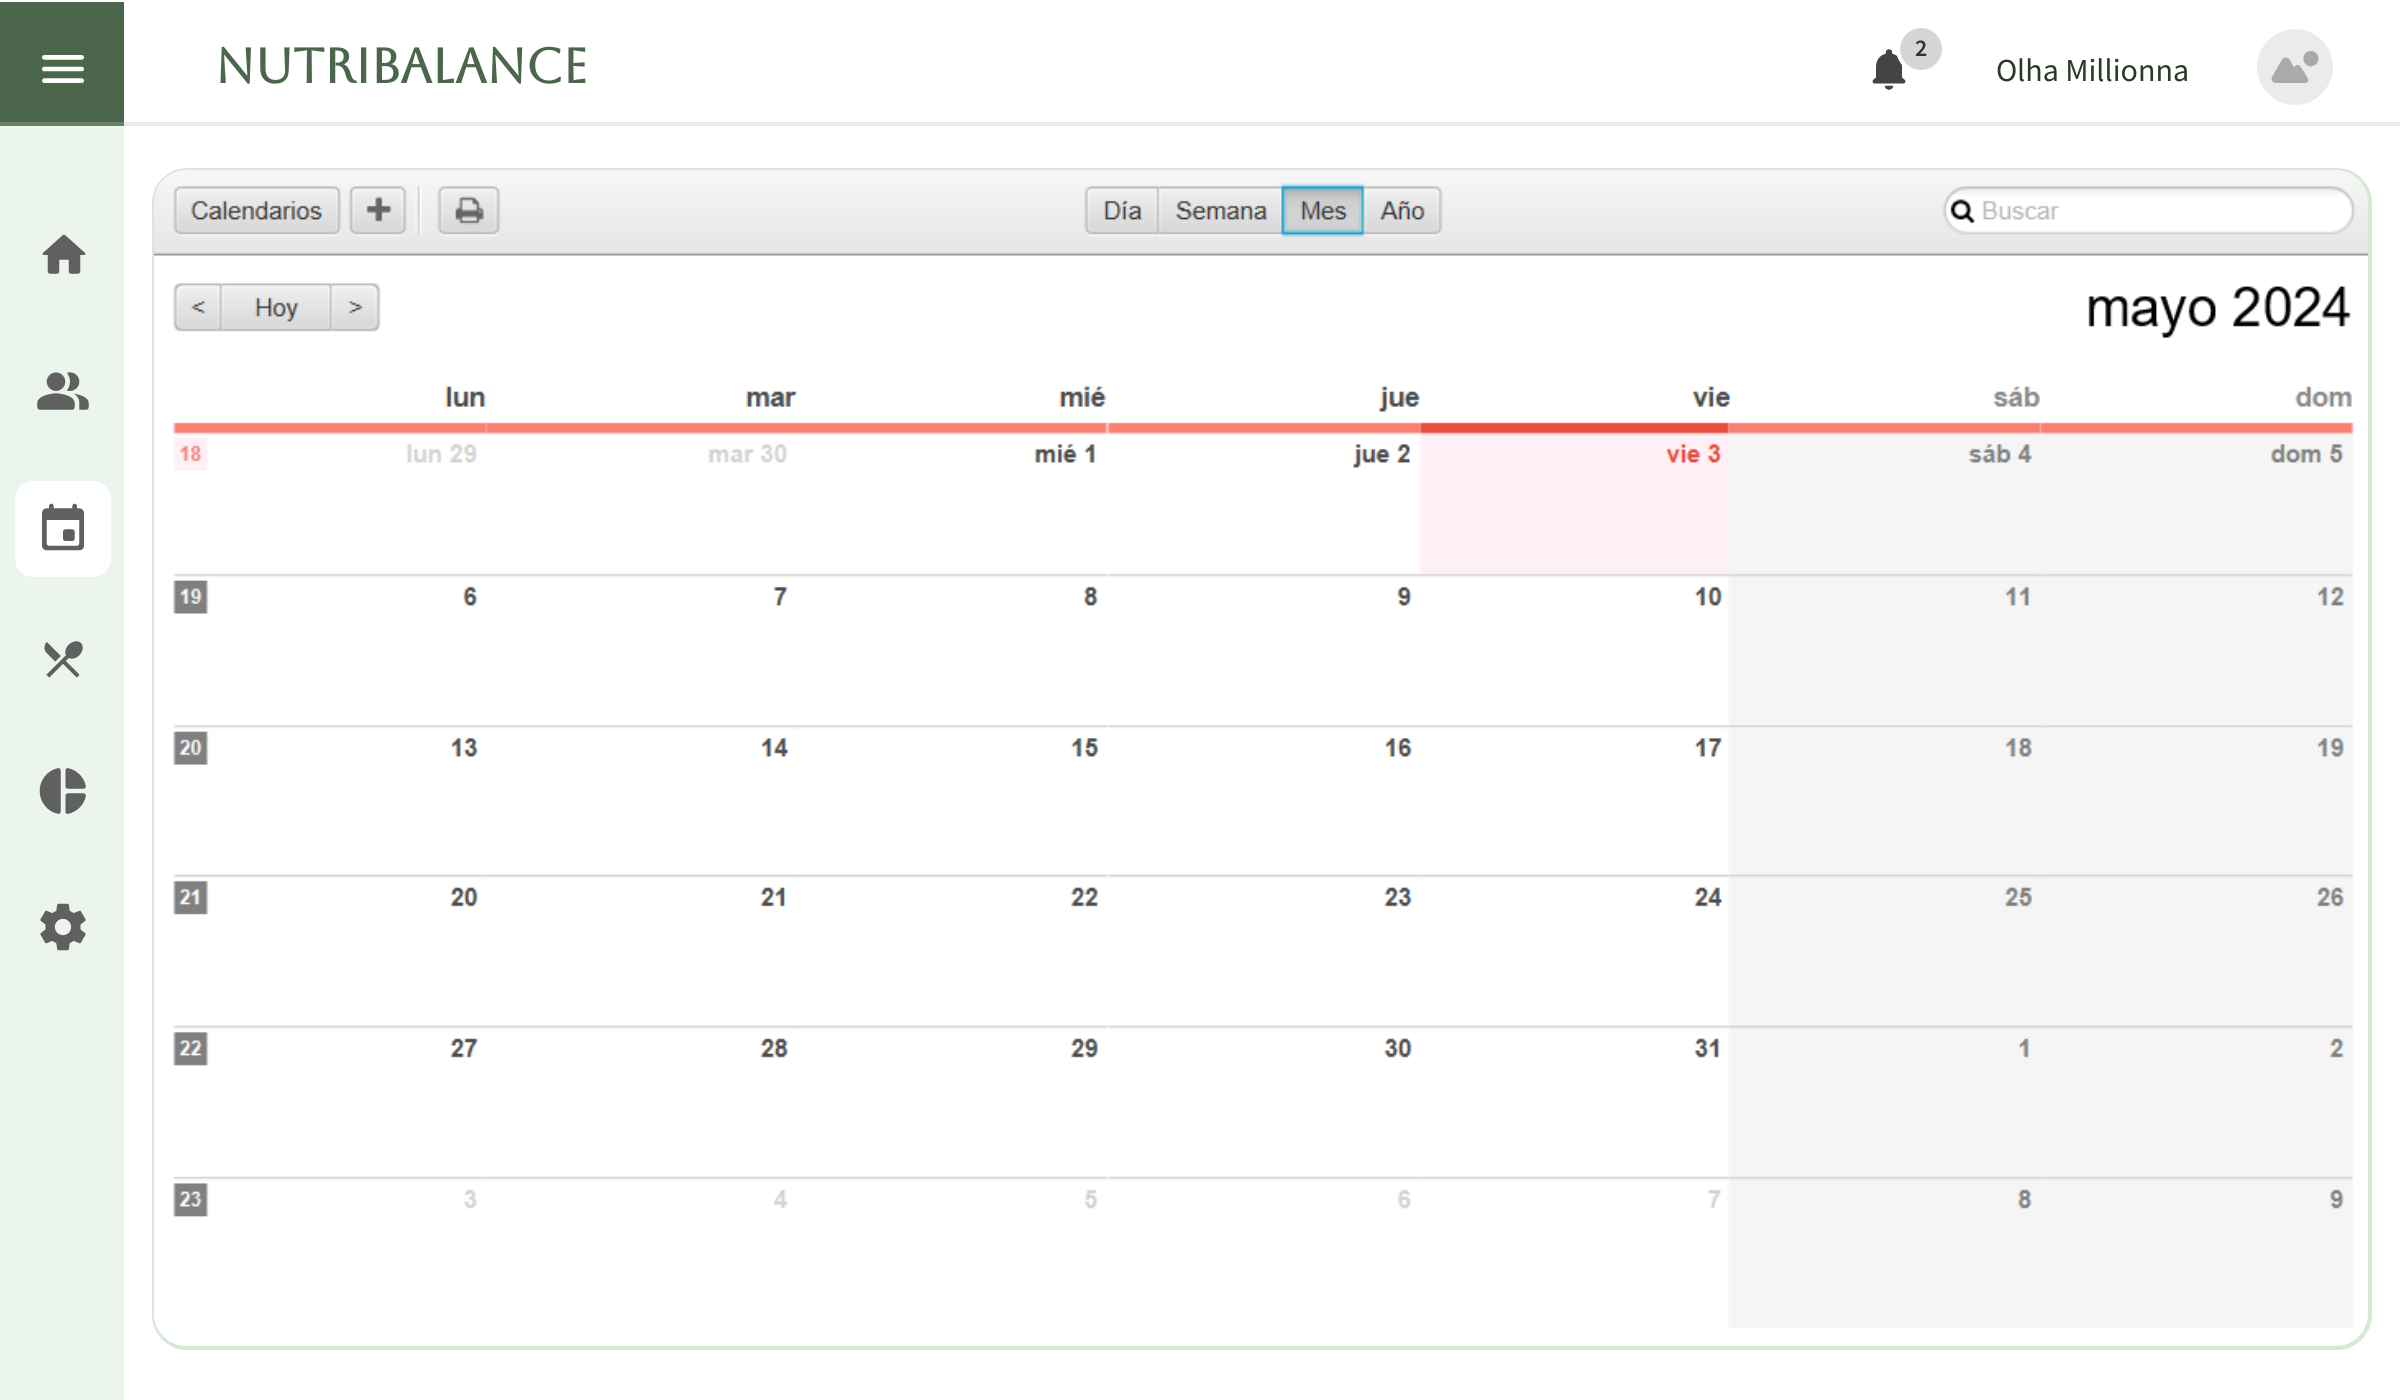 NUTRIBALANCE 2 Olha Millionna
Calendarios Día Semana Mes Año Buscar
< Hoy > mayo 2024
lun mar mié jue vie sáb dom
18 lun 29 mar 30 mié 1 jue 2 vie 3 sáb 4 dom 5
19 6 7 8 9 10 11 12
20 13 14 15 16 17 18 19
21 20 21 22 23 24 25 26
22 27 28 29 30 31 1 2
23 3 4 5 6 7 8 9